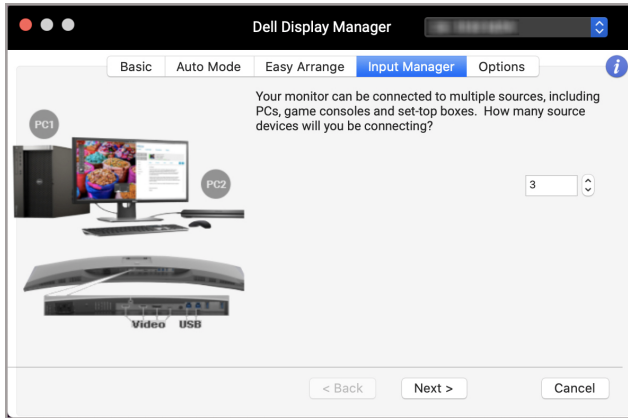 Dell Display Manager
Basic
Auto Mode
Easy Arrange
Input Manager
Options
i
Your monitor can be connected to multiple sources, including
PCs, game consoles and set-top boxes.  How many source
devices will you be connecting?
PC1
PC2
3
Video
USB
< Back
Next >
Cancel